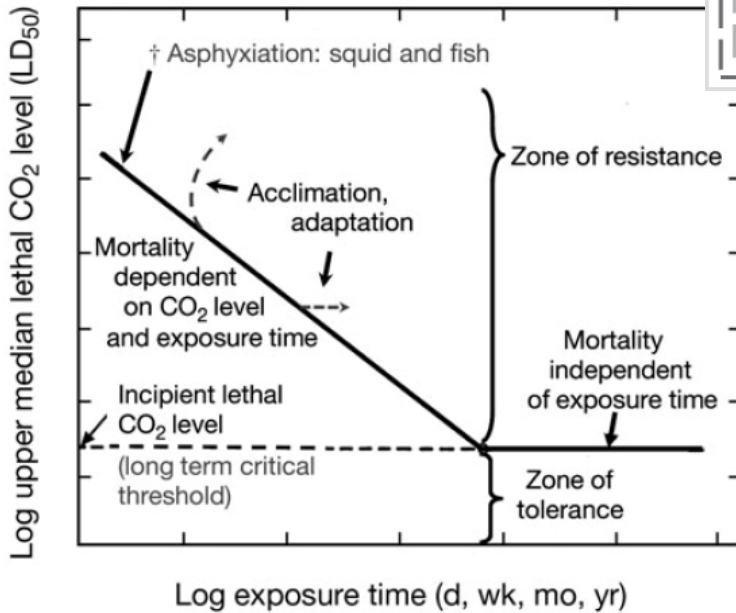 Log upper median lethal CO₂ level (LD₅₀)
† Asphyxiation: squid and fish
Zone of resistance
Acclimation,
adaptation
Mortality
dependent
on CO₂ level
and exposure time
Mortality
independent
of exposure time
Incipient lethal
CO₂ level
(long term critical
threshold)
Zone of
tolerance
Log exposure time (d, wk, mo, yr)